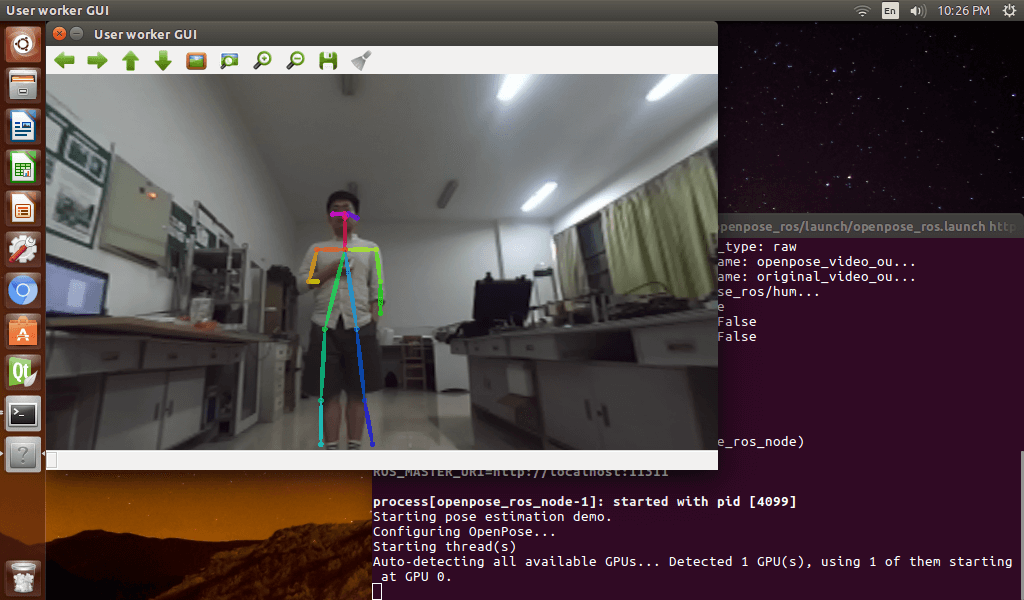 User worker GUI
En
10:26 PM
User worker GUI
openpose_ros/launch/openpose_ros.launch http
_type: raw
ame: openpose_video_ou...
ame: original_video_ou...
se_ros/hum...
e
False
False
e_ros_node)
ROS_MASTER_URI=http://localhost:11311
process[openpose_ros_node-1]: started with pid [4099]
Starting pose estimation demo.
Configuring OpenPose...
Starting thread(s)
Auto-detecting all available GPUs... Detected 1 GPU(s), using 1 of them starting
at GPU 0.